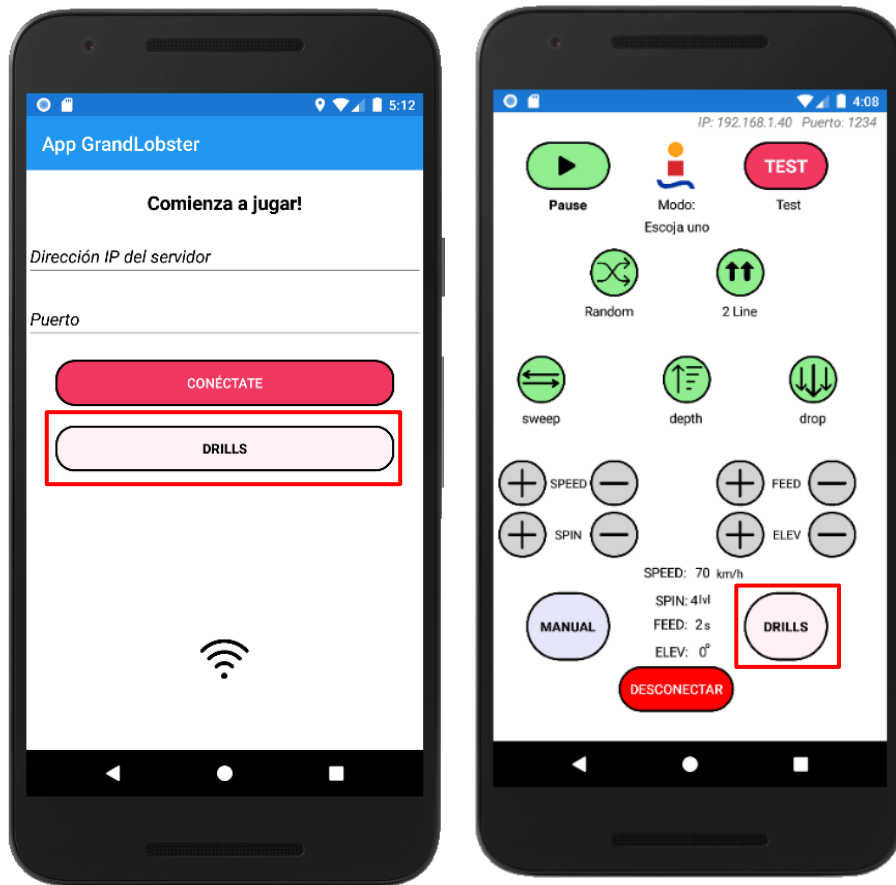 5:12
App GrandLobster
Comienza a jugar!
Dirección IP del servidor
Puerto
CONÉCTATE
DRILLS
4:08
IP: 192.168.1.40 Puerto: 1234
TEST
Pause Modo: Test
Escoja uno
Random 2 Line
sweep depth drop
SPEED FEED
SPIN ELEV
SPEED: 70 km/h
SPIN: 4 lvl
MANUAL FEED: 2 s DRILLS
ELEV: 0°
DESCONECTAR